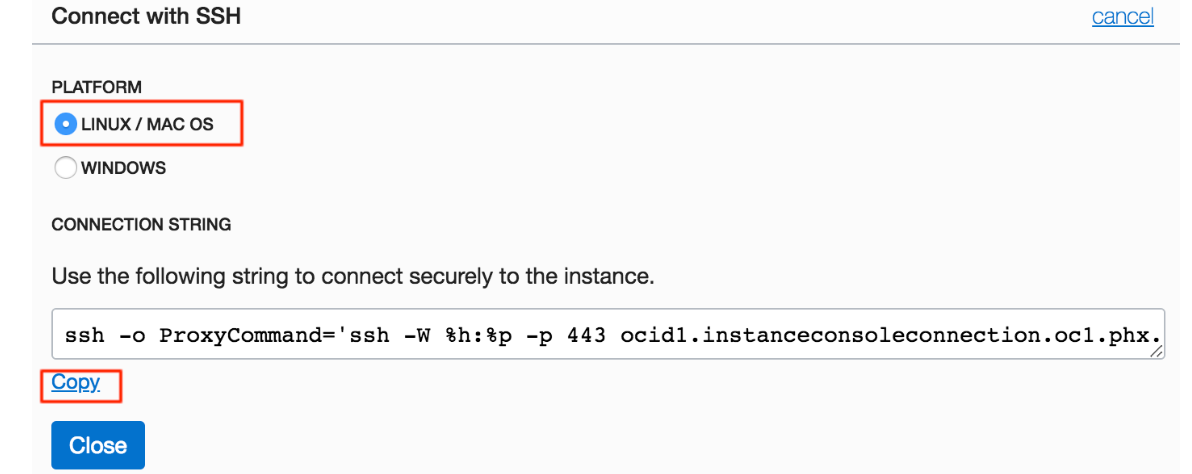 Connect with SSH cancel
PLATFORM
LINUX / MAC OS
WINDOWS
CONNECTION STRING
Use the following string to connect securely to the instance.
ssh -o ProxyCommand='ssh -W %h:%p -p 443 ocid1.instanceconsoleconnection.oc1.phx.
Copy
Close